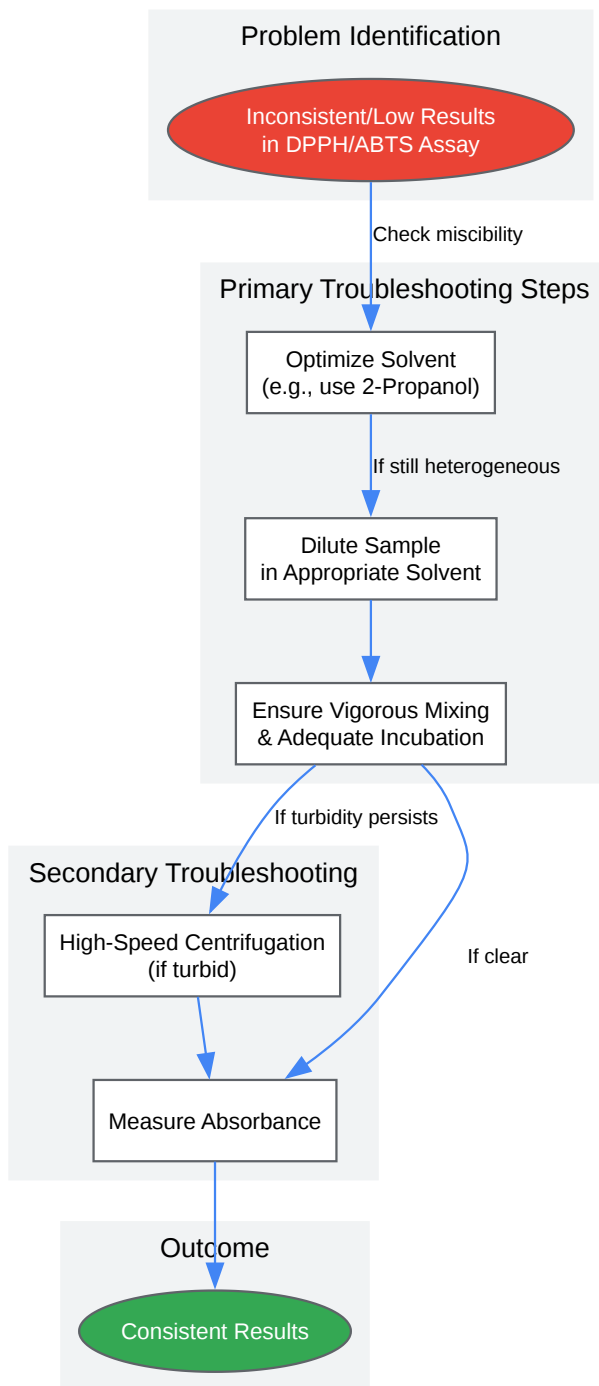 Problem Identification
Inconsistent/Low Results
in DPPH/ABTS Assay
Check miscibility
Primary Troubleshooting Steps
Optimize Solvent
(e.g., use 2-Propanol)
If still heterogeneous
Dilute Sample
in Appropriate Solvent
Ensure Vigorous Mixing
& Adequate Incubation
If turbidity persists
Secondary Troubleshooting
High-Speed Centrifugation
(if turbid)
If clear
Measure Absorbance
Outcome
Consistent Results